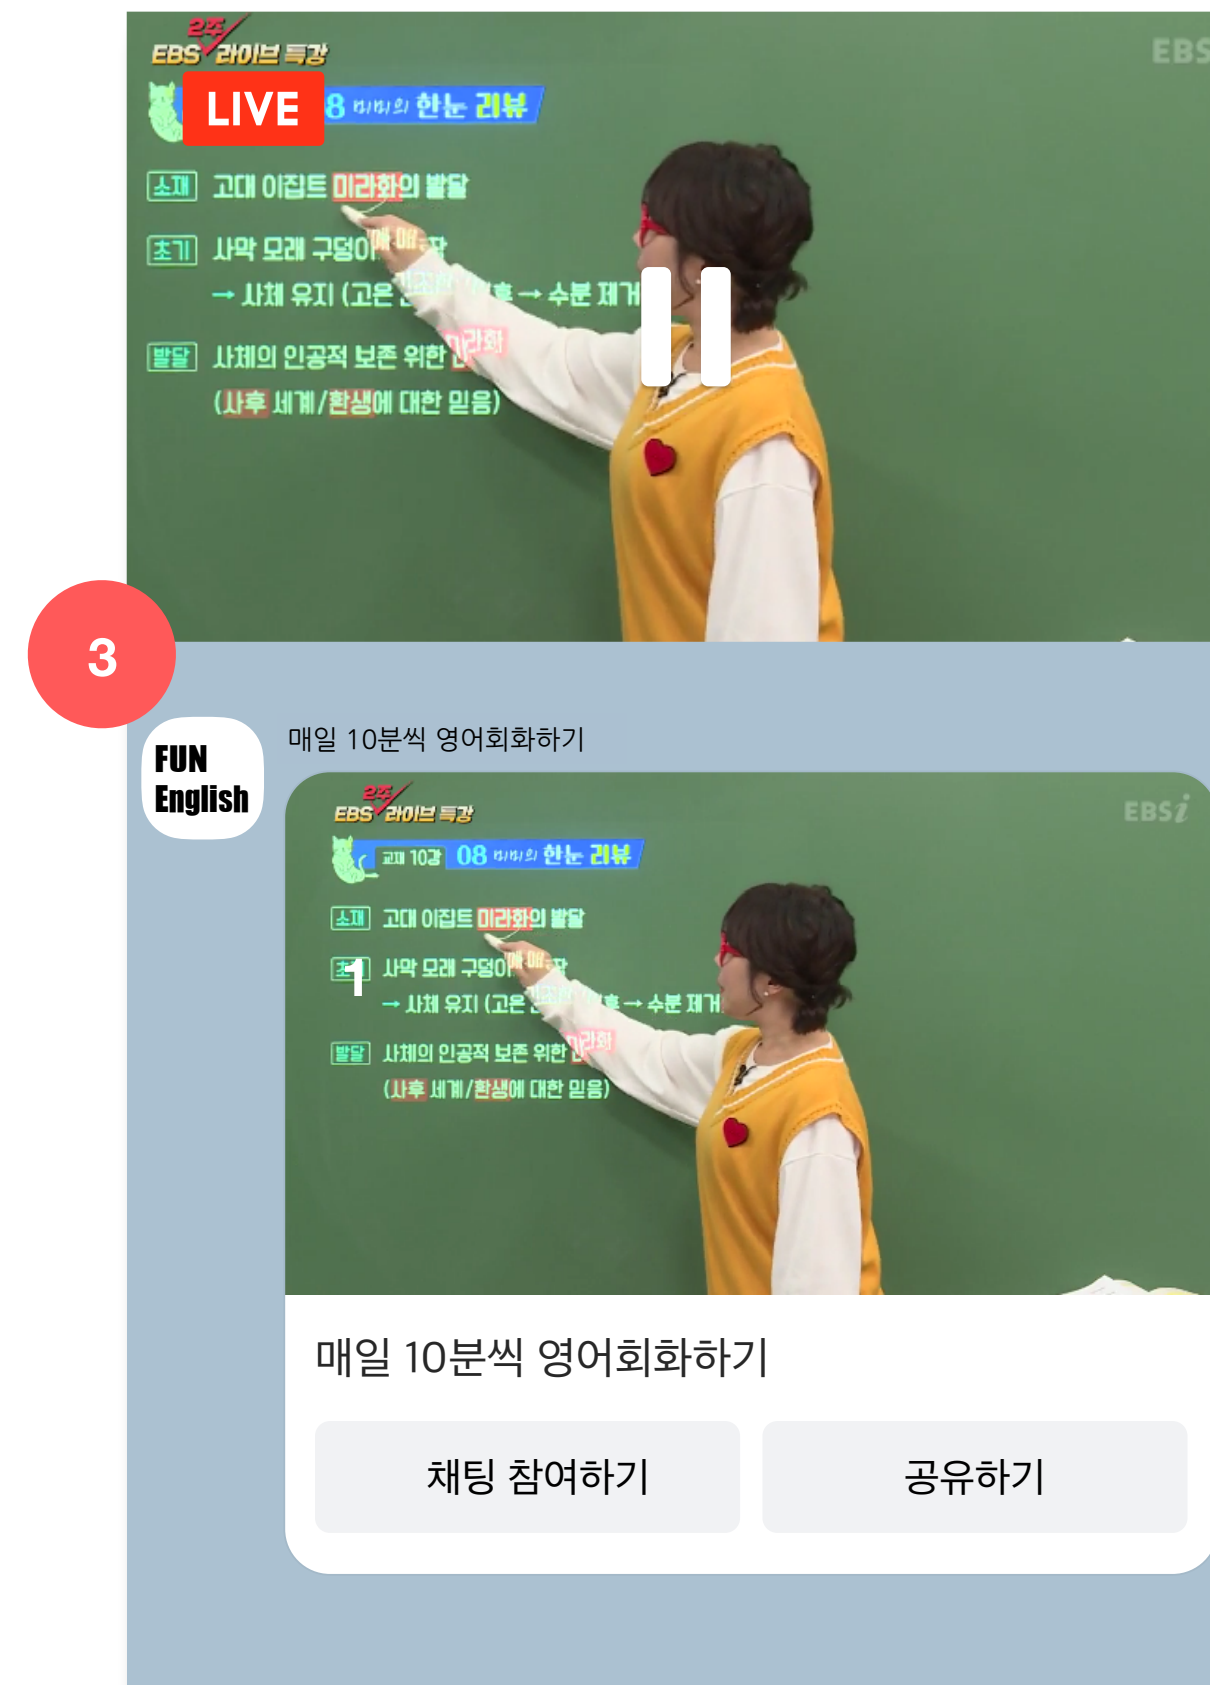 2주
EBS 라이브 특강
EBS
LIVE
8 미미의 한눈 리뷰
소재 고대 이집트 미라화의 발달
초기 사막 모래 구덩이
→ 사체 유지 (고온 → 수분 제거
발달 사체의 인공적 보존 위한 미라화
(사후 세계/환생에 대한 믿음)
3
FUN
English
매일 10분씩 영어회화하기
2주
EBS 라이브 특강
EBSi
교재 10강 08 미미의 한눈 리뷰
소재 고대 이집트 미라화의 발달
1
사막 모래 구덩이
→ 사체 유지 (고온 → 수분 제거
발달 사체의 인공적 보존 위한 미라화
(사후 세계/환생에 대한 믿음)
매일 10분씩 영어회화하기
채팅 참여하기
공유하기